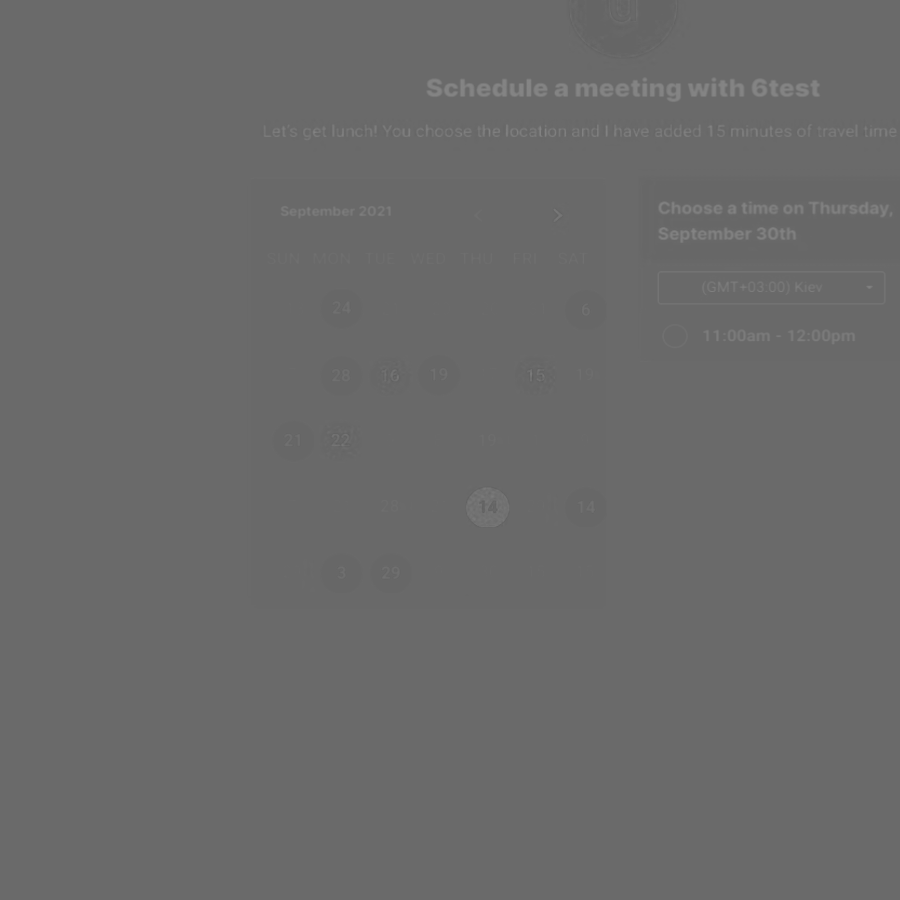 Schedule a meeting with 6test
Let's get lunch! You choose the location and I have added 15 minutes of travel time
September 2021
SUN MON TUE WED THU FRI SAT
24 6
28 16 19 15 19
21 22 19
28 14 14
3 29
Choose a time on Thursday,
September 30th
(GMT+03:00) Kiev
11:00am - 12:00pm